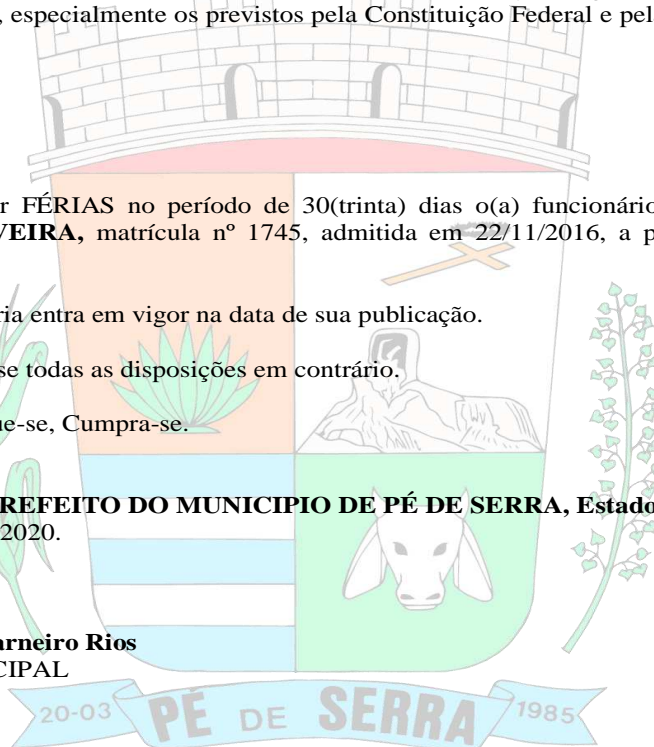 , especialmente os previstos pela Constituição Federal e pel
r FÉRIAS no período de 30(trinta) dias o(a) funcionário
VEIRA, matrícula nº 1745, admitida em 22/11/2016, a p
ria entra em vigor na data de sua publicação.
se todas as disposições em contrário.
ue-se, Cumpra-se.
REFEITO DO MUNICIPIO DE PÉ DE SERRA, Estado
2020.
arneiro Rios
CIPAL
20-03 PÉ DE SERRA 1985